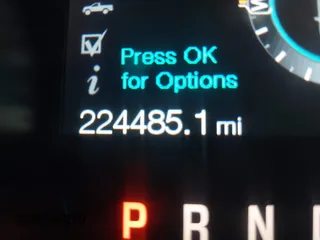 Press OK
for Options
i
224485.1 mi
P R N